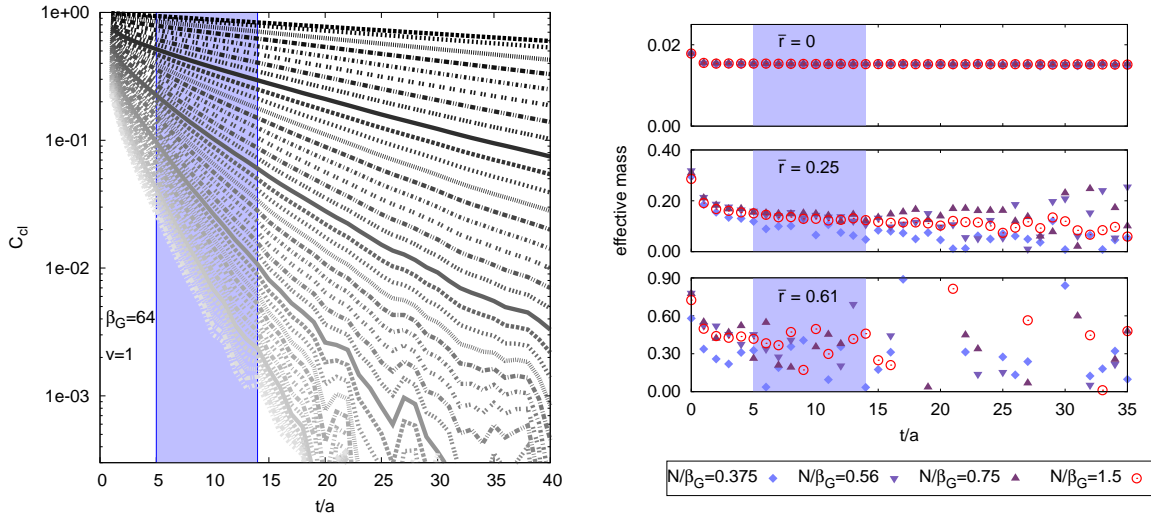 1e+00
1e-01
1e-02
1e-03
C_cl
β_G=64
v=1
0 5 10 15 20 25 30 35 40
t/a
effective mass
0.02
0.00
r̄ = 0
0.40
0.20
0.00
r̄ = 0.25
0.90
0.60
0.30
0.00
r̄ = 0.61
0 5 10 15 20 25 30 35
t/a
N/β_G=0.375 N/β_G=0.56 N/β_G=0.75 N/β_G=1.5